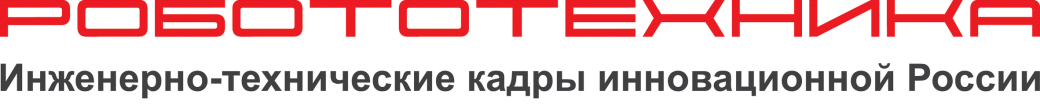 РОБОТОТЕХНИКА
Инженерно-технические кадры инновационной России